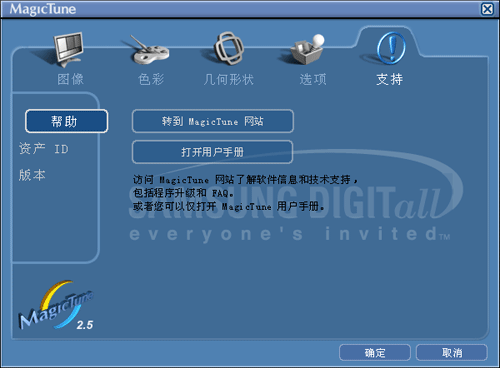 MagicTune
图像
色彩
几何形状
选项
支持
帮助
资产 ID
版本
转到 MagicTune 网站
打开用户手册
访问 MagicTune 网站了解软件信息和技术支持，
包括程序升级和 FAQ。
或者您可以仅打开 MagicTune 用户手册。
SAMSUNG DIGITall
everyone's invited™
MagicTune
2.5
确定
取消